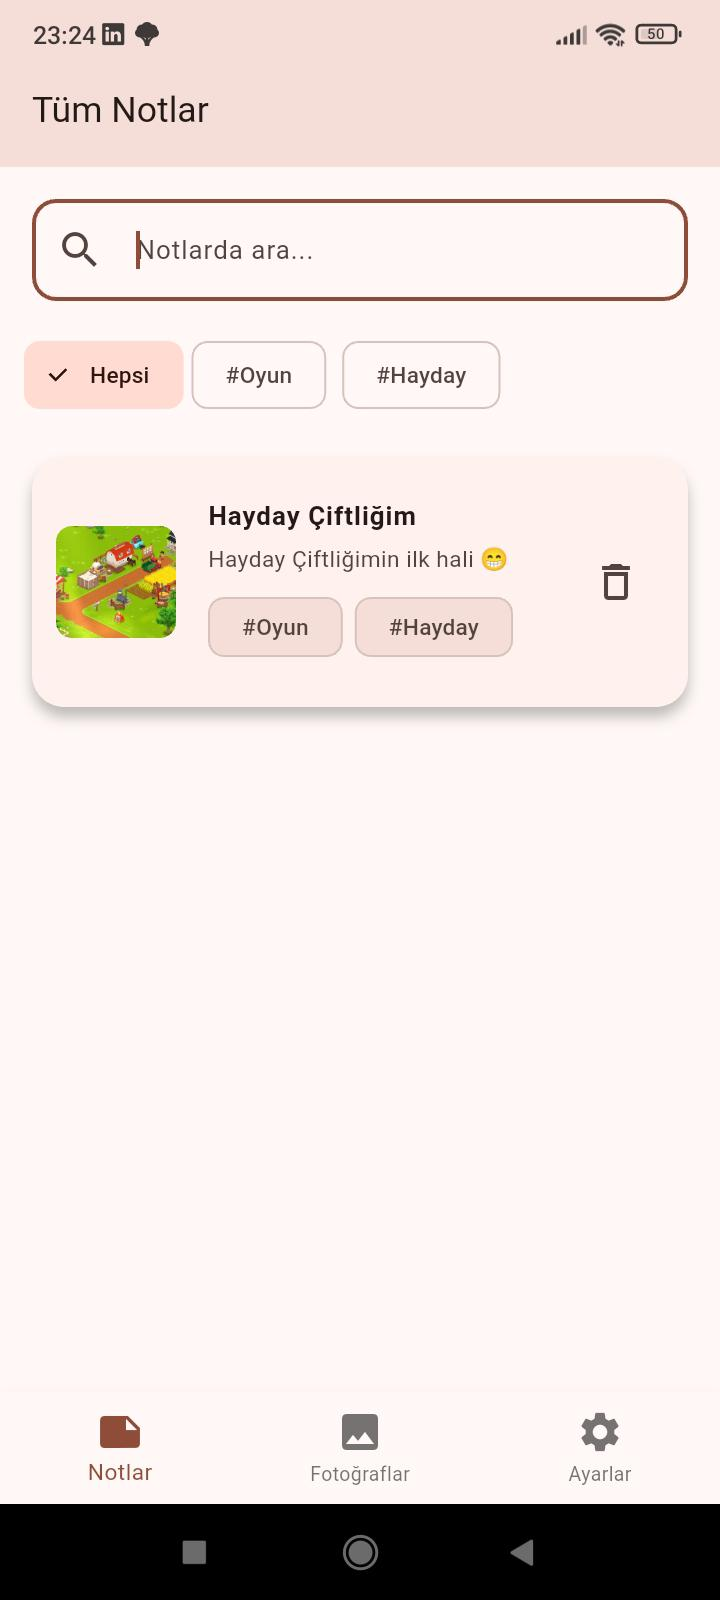 23:24
50
Tüm Notlar
Notlarda ara...
Hepsi #Oyun #Hayday
Hayday Çiftliğim
Hayday Çiftliğimin ilk hali 😁
#Oyun #Hayday
Notlar Fotoğraflar Ayarlar